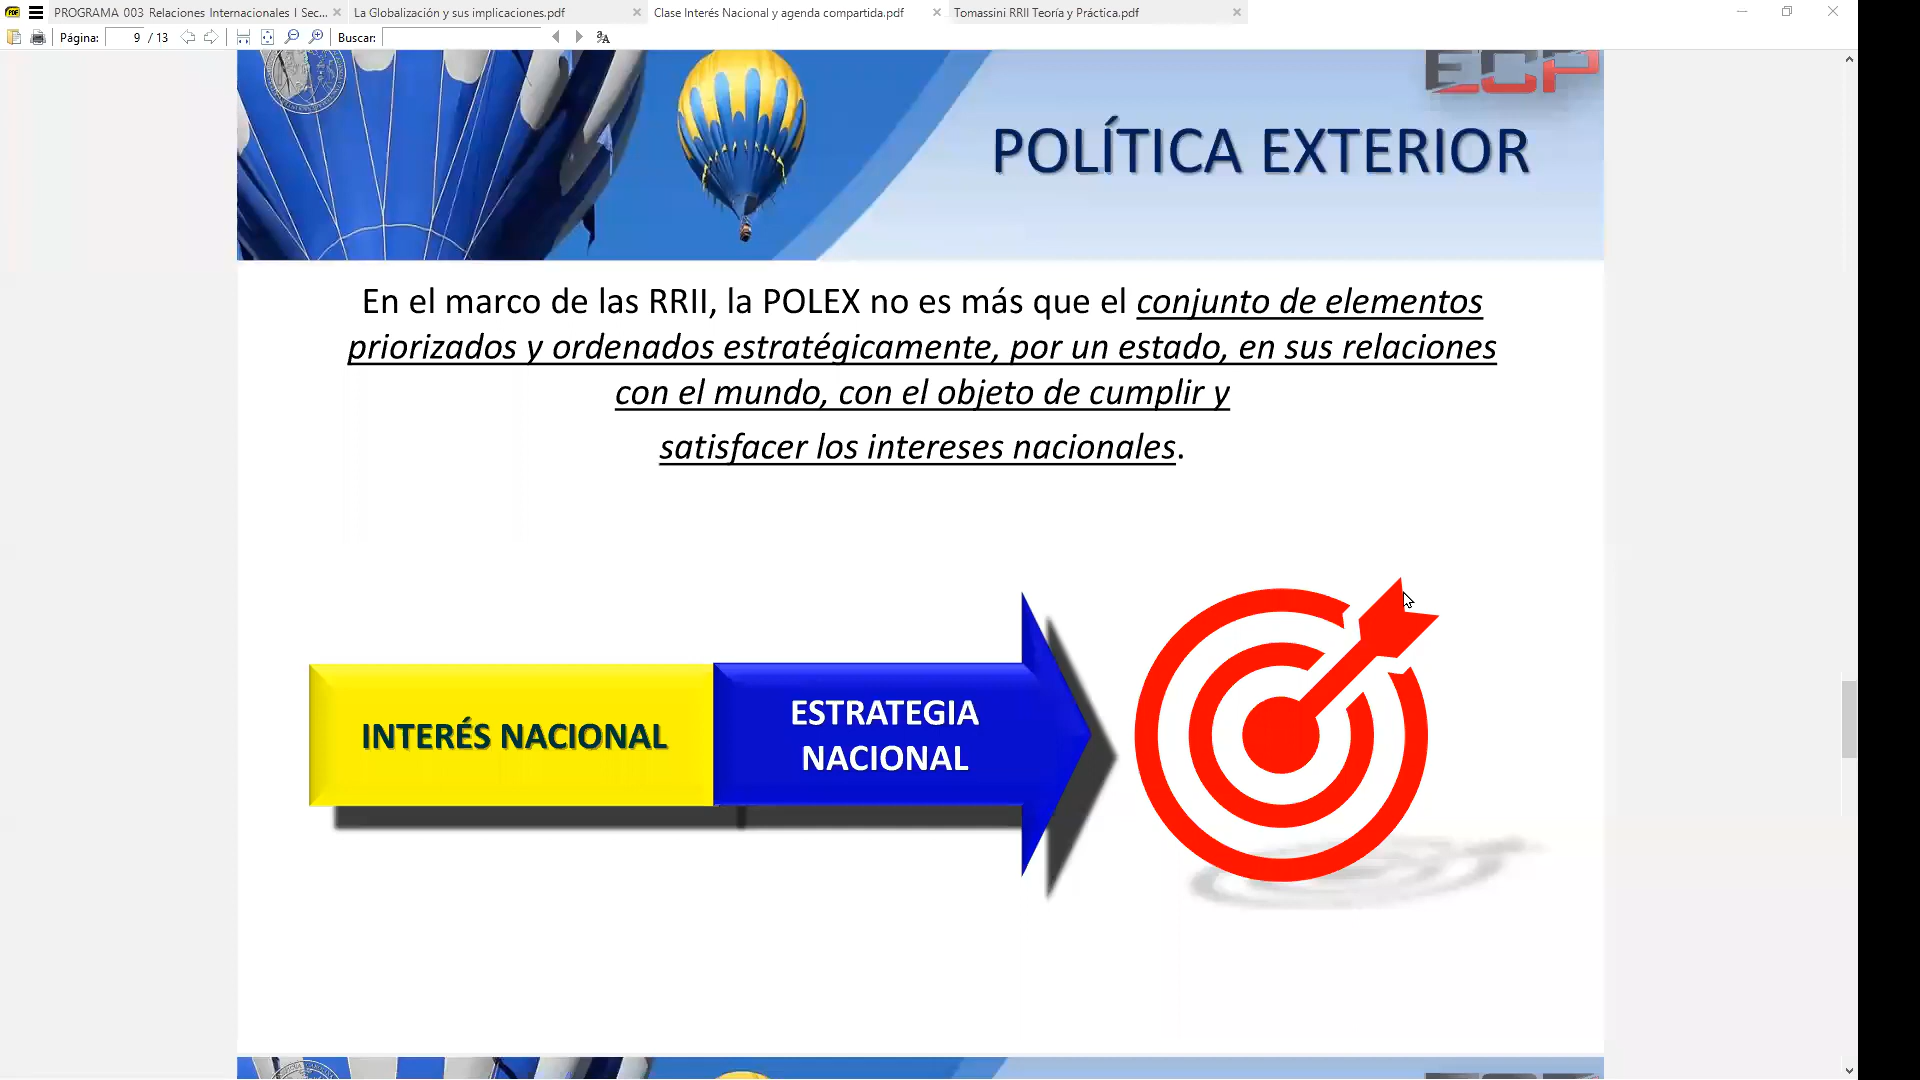 PROGRAMA 003 Relaciones Internacionales I Sec...
La Globalización y sus implicaciones.pdf
Clase Interés Nacional y agenda compartida.pdf
Tomassini RRII Teoría y Práctica.pdf
Página: 9 / 13
Buscar:
ECP
POLÍTICA EXTERIOR
En el marco de las RRII, la POLEX no es más que el conjunto de elementos
priorizados y ordenados estratégicamente, por un estado, en sus relaciones
con el mundo, con el objeto de cumplir y
satisfacer los intereses nacionales.
INTERÉS NACIONAL
ESTRATEGIA
NACIONAL